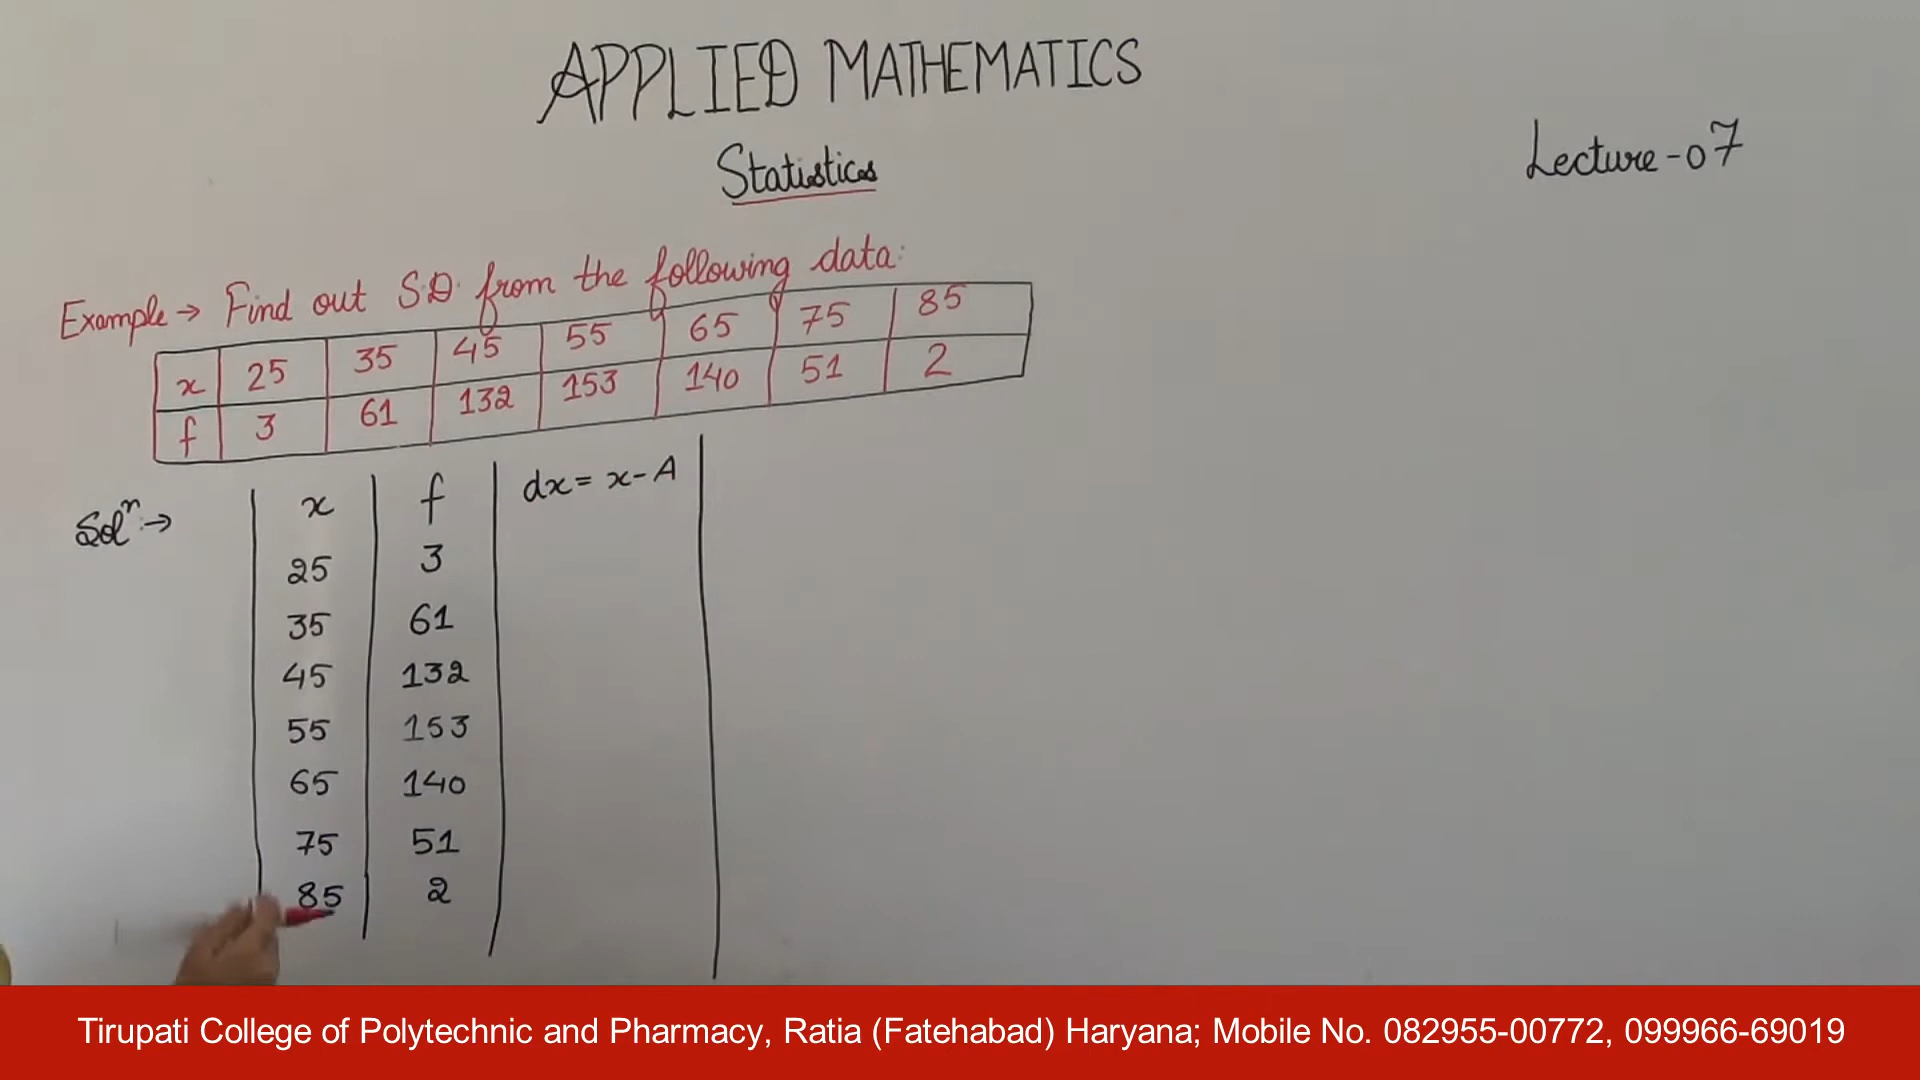 APPLIED MATHEMATICS
Statistics
Lecture-07
Example → Find out S.D. from the following data:
x 25 35 45 55 65 75 85
f 3 61 132 153 140 51 2
Solⁿ:→ x f dx = x-A
25 3
35 61
45 132
55 153
65 140
75 51
85 2
Tirupati College of Polytechnic and Pharmacy, Ratia (Fatehabad) Haryana; Mobile No. 082955-00772, 099966-69019